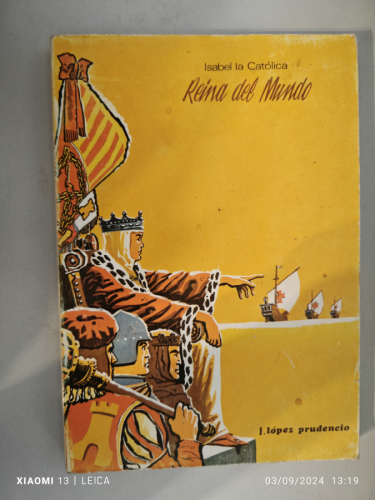 Isabel la Católica
Reina del Mundo
J. lópez prudencio
XIAOMI 13 | LEICA
03/09/2024 13:19